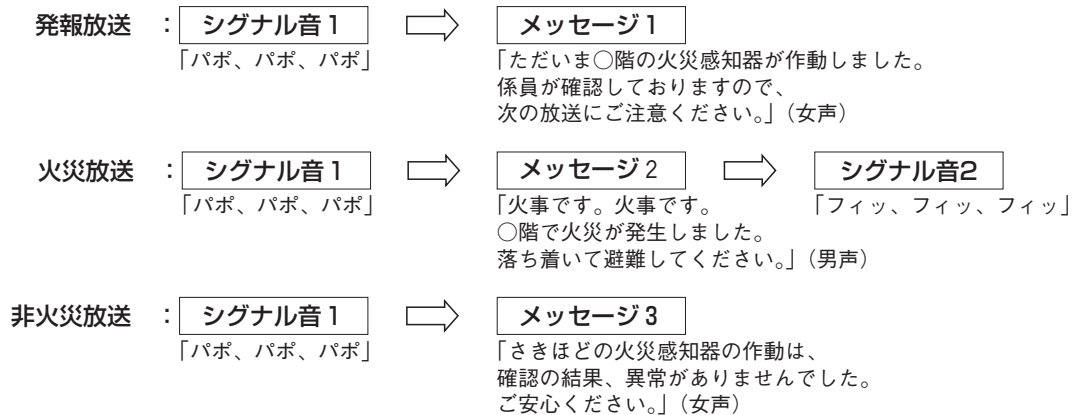 発報放送　：シグナル音１　メッセージ１
「パポ、パポ、パポ」　「ただいま○階の火災感知器が作動しました。
係員が確認しておりますので、
次の放送にご注意ください。」（女声）
火災放送　：シグナル音１　メッセージ２　シグナル音2
「パポ、パポ、パポ」　「火事です。火事です。　「フィッ、フィッ、フィッ」
○階で火災が発生しました。
落ち着いて避難してください。」（男声）
非火災放送　：シグナル音１　メッセージ３
「パポ、パポ、パポ」　「さきほどの火災感知器の作動は、
確認の結果、異常がありませんでした。
ご安心ください。」（女声）